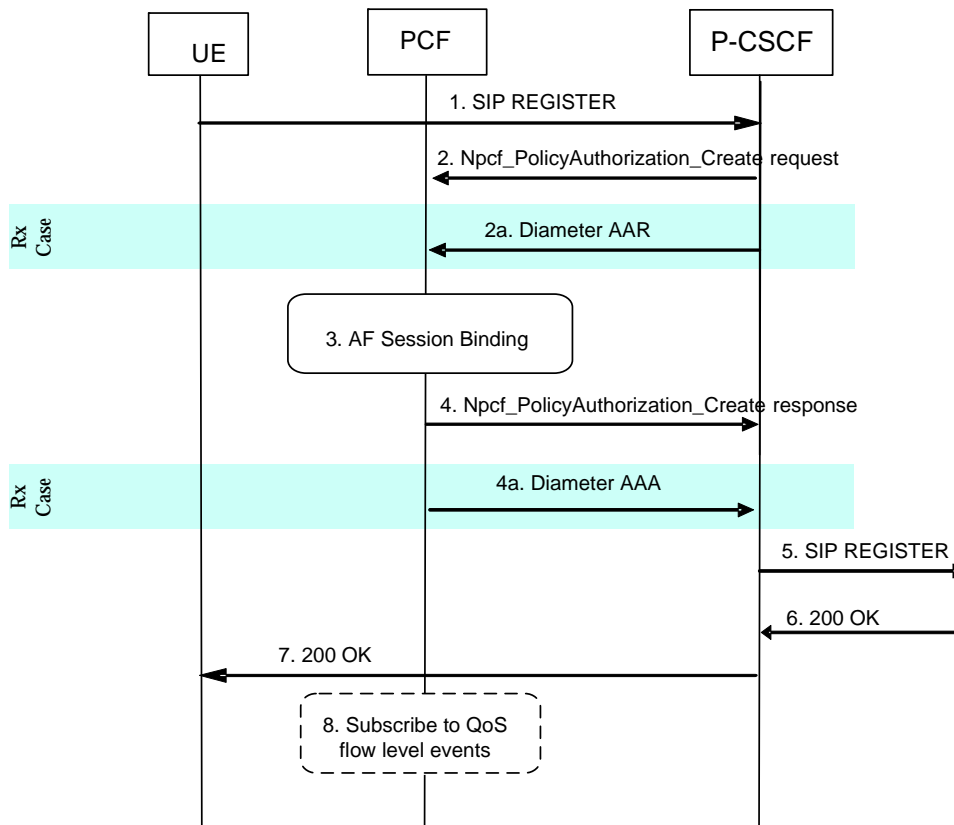 UE
PCF
P-CSCF
1. SIP REGISTER
2. Npcf_PolicyAuthorization_Create request
Rx
Case
2a. Diameter AAR
3. AF Session Binding
4. Npcf_PolicyAuthorization_Create response
Rx
Case
4a. Diameter AAA
5. SIP REGISTER
6. 200 OK
7. 200 OK
8. Subscribe to QoS
flow level events